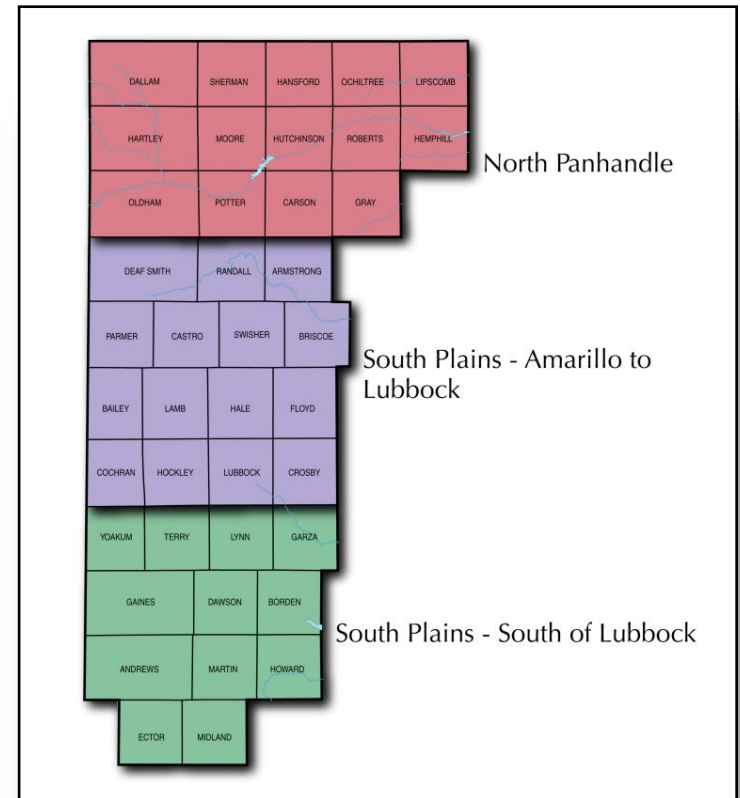 DALLAM SHERMAN HANSFORD OCHILTREE LIPSCOMB
HARTLEY MOORE HUTCHINSON ROBERTS HEMPHILL
North Panhandle
OLDHAM POTTER CARSON GRAY
DEAF SMITH RANDALL ARMSTRONG
PARMER CASTRO SWISHER BRISCOE
South Plains - Amarillo to
Lubbock
BAILEY LAMB HALE FLOYD
COCHRAN HOCKLEY LUBBOCK CROSBY
YOAKUM TERRY LYNN GARZA
GAINES DAWSON BORDEN
South Plains - South of Lubbock
ANDREWS MARTIN HOWARD
ECTOR MIDLAND